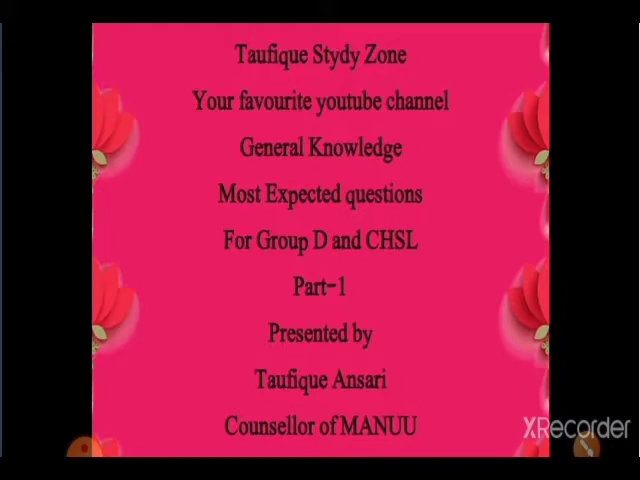 Taufique Stydy Zone
Your favourite youtube channel
General Knowledge
Most Expected questions
For Group D and CHSL
Part-1
Presented by
Taufique Ansari
Counsellor of MANUU
XRecorder